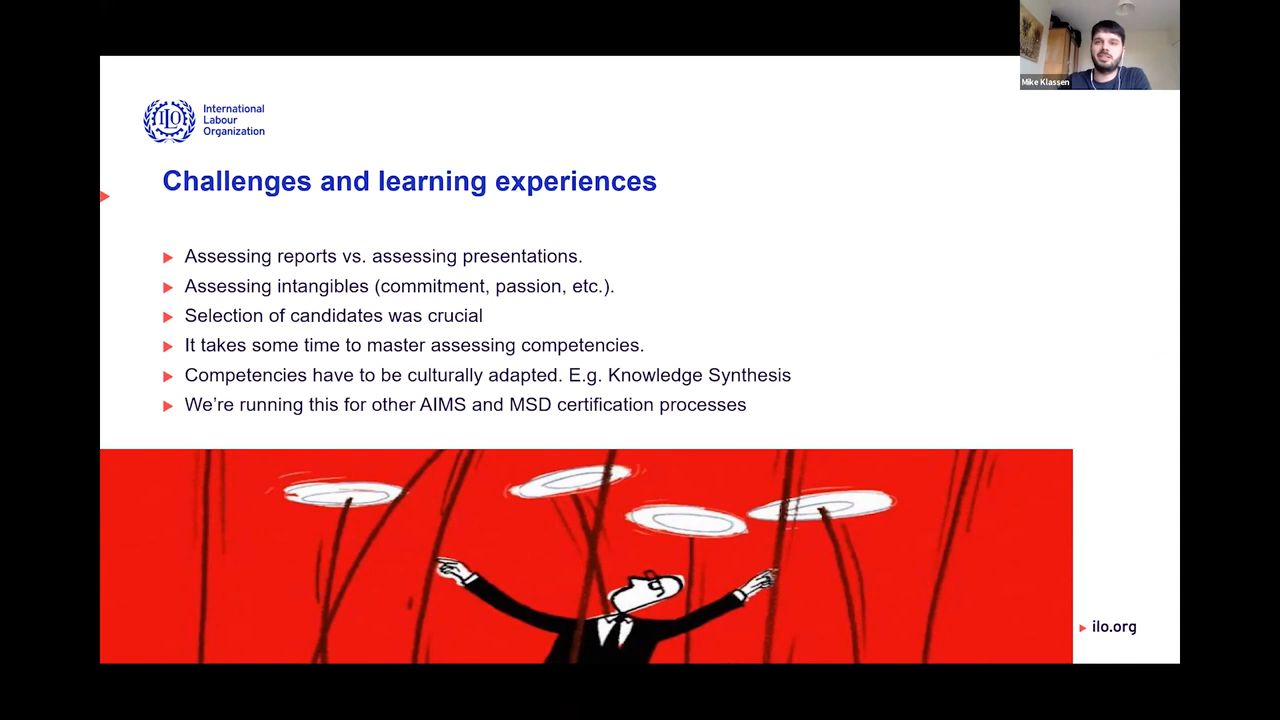 Mike Klassen
ILO
International
Labour
Organization
Challenges and learning experiences
Assessing reports vs. assessing presentations.
Assessing intangibles (commitment, passion, etc.).
Selection of candidates was crucial
It takes some time to master assessing competencies.
Competencies have to be culturally adapted. E.g. Knowledge Synthesis
We’re running this for other AIMS and MSD certification processes
ilo.org